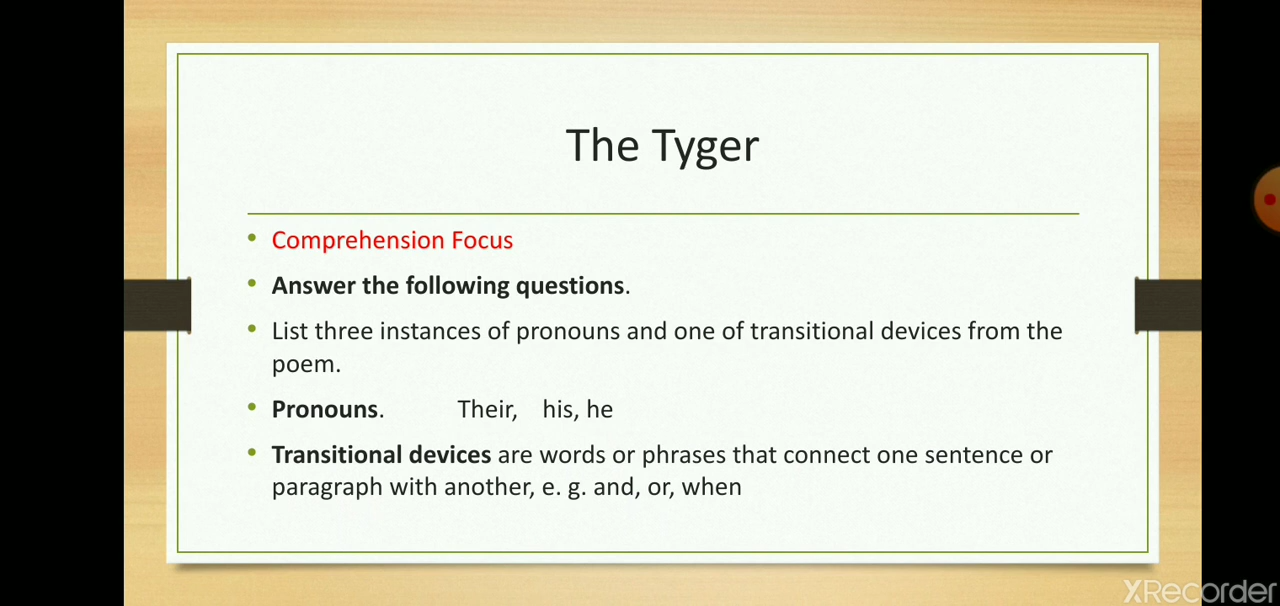 The Tyger
Comprehension Focus
Answer the following questions.
List three instances of pronouns and one of transitional devices from the
poem.
Pronouns. Their, his, he
Transitional devices are words or phrases that connect one sentence or
paragraph with another, e. g. and, or, when
XRecorder